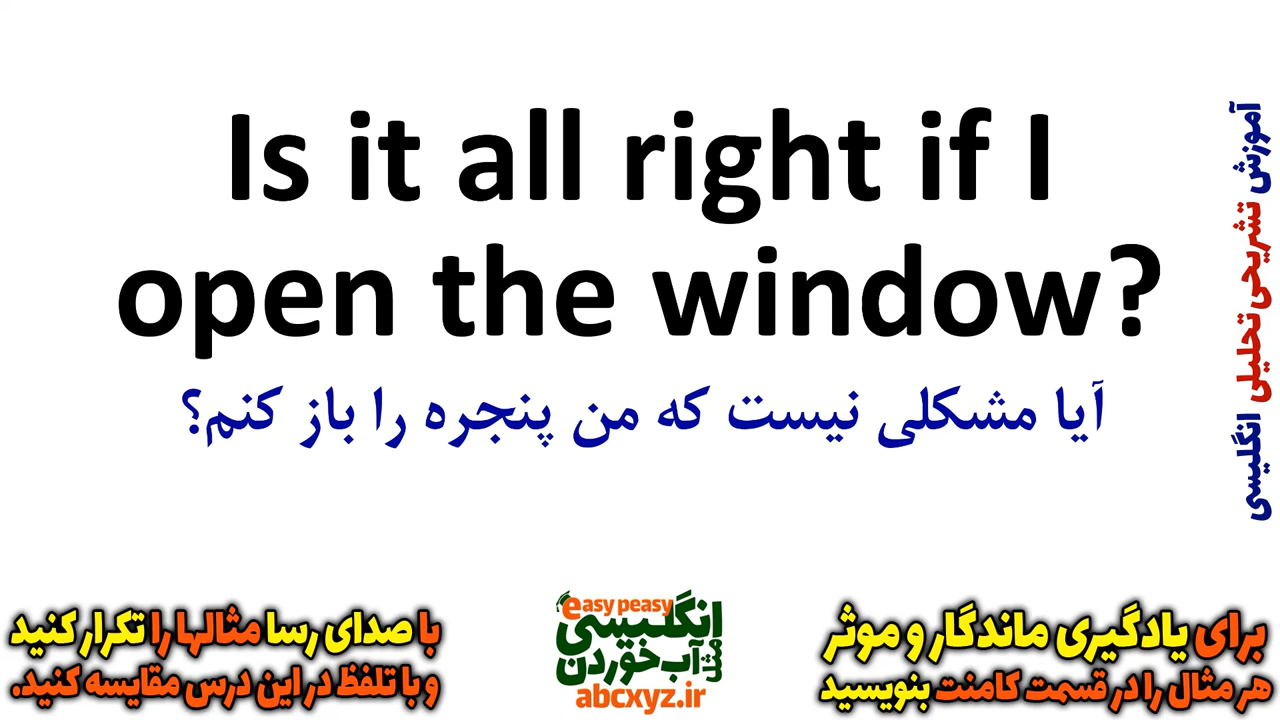 Is it all right if I
open the window?
آیا مشکلی نیست که من پنجره را باز کنم؟
آموزش تشریحی تحلیلی انگلیسی
برای یادگیری ماندگار و موثر
هر مثال را در قسمت کامنت بنویسید
easy peasy
انگلیسی
مثل آب خوردن
abcxyz.ir
با صدای رسا مثالها را تکرار کنید
و با تلفظ در این درس مقایسه کنید.